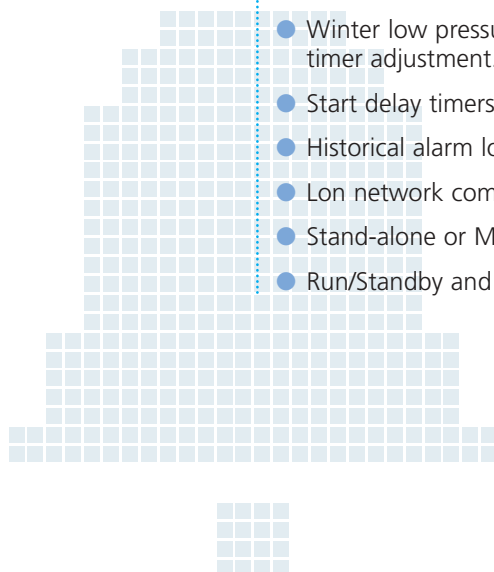 Winter low pressu
timer adjustment
Start delay timers
Historical alarm lo
Lon network com
Stand-alone or M
Run/Standby and